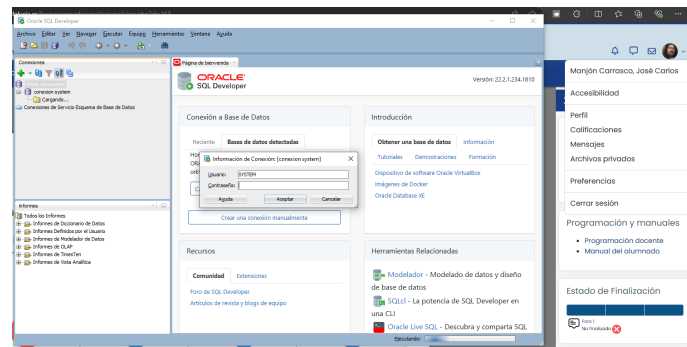 Oracle SQL Developer
Archivo Editar Ver Navegar Ejecutar Equipo Herramientas Ventana Ayuda
Conexiones
conexion system
Cargando...
Conexiones de Servicio Esquema de Base de Datos
Informes
Todos los Informes
Informes de Diccionario de Datos
Informes Definidos por el Usuario
Informes de Modelador de Datos
Informes de OLAP
Informes de TimesTen
Informes de Vista Analítica
Página de bienvenida
ORACLE
SQL Developer
Versión: 22.2.1.234.1810
Conexión a Base de Datos
Reciente Bases de datos detectadas
Crear una conexión manualmente
Información de Conexión: [conexion system]
Usuario: SYSTEM
Contraseña:
Ayuda Aceptar Cancelar
Introducción
Obtener una base de datos Información
Tutoriales Demostraciones Formación
Dispositivo de software Oracle VirtualBox
Imágenes de Docker
Oracle Database XE
Recursos
Comunidad Extensiones
Foro de SQL Developer
Artículos de revista y blogs de equipo
Herramientas Relacionadas
Modelador - Modelado de datos y diseño
de base de datos
SQLcl - La potencia de SQL Developer en
una CLI
Oracle Live SQL - Descubra y comparta SQL
Ejecutando:
Manjón Carrasco, José Carlos
Accesibilidad
Perfil
Calificaciones
Mensajes
Archivos privados
Preferencias
Cerrar sesión
Programación y manuales
Programación docente
Manual del alumnado
Estado de Finalización
Foro 1
No finalizado